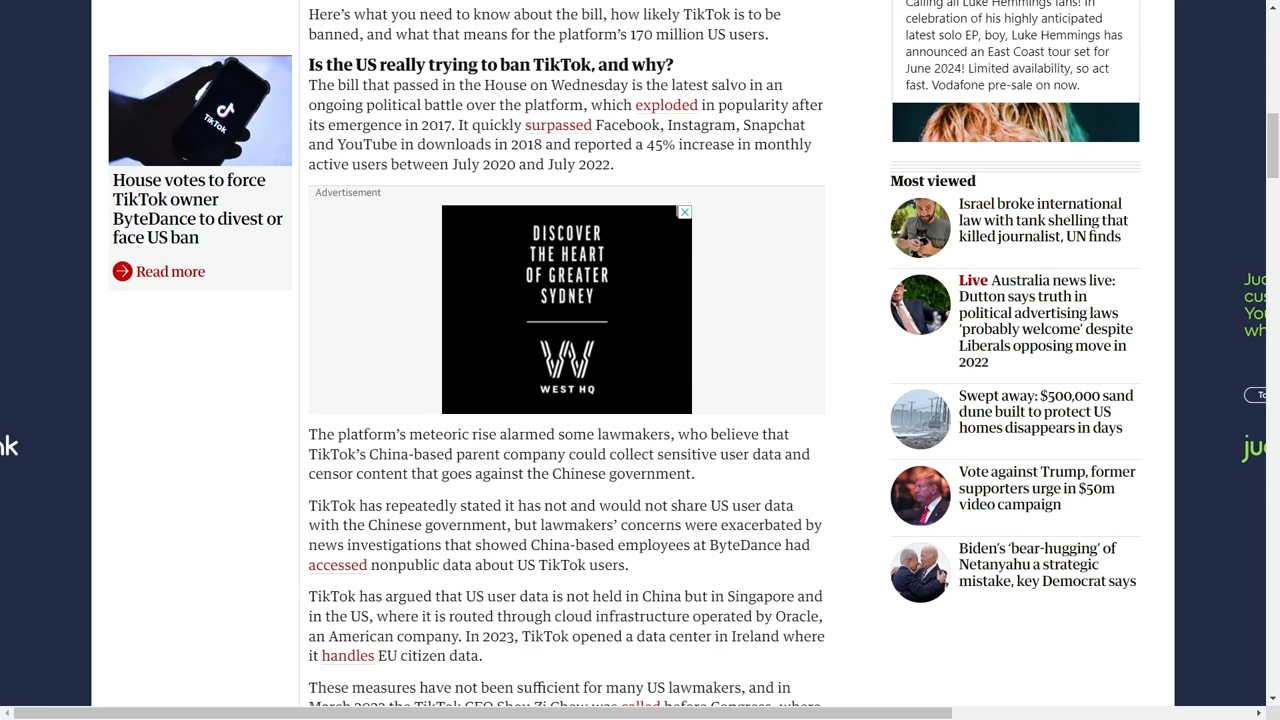 Here’s what you need to know about the bill, how likely TikTok is to be
banned, and what that means for the platform’s 170 million US users.
Is the US really trying to ban TikTok, and why?
The bill that passed in the House on Wednesday is the latest salvo in an
ongoing political battle over the platform, which exploded in popularity after
its emergence in 2017. It quickly surpassed Facebook, Instagram, Snapchat
and YouTube in downloads in 2018 and reported a 45% increase in monthly
active users between July 2020 and July 2022.
TikTok
House votes to force
TikTok owner
ByteDance to divest or
face US ban
Read more
Advertisement
DISCOVER
THE HEART
OF GREATER
SYDNEY
WEST HQ
The platform’s meteoric rise alarmed some lawmakers, who believe that
TikTok’s China-based parent company could collect sensitive user data and
censor content that goes against the Chinese government.
TikTok has repeatedly stated it has not and would not share US user data
with the Chinese government, but lawmakers’ concerns were exacerbated by
news investigations that showed China-based employees at ByteDance had
accessed nonpublic data about US TikTok users.
TikTok has argued that US user data is not held in China but in Singapore and
in the US, where it is routed through cloud infrastructure operated by Oracle,
an American company. In 2023, TikTok opened a data center in Ireland where
it handles EU citizen data.
These measures have not been sufficient for many US lawmakers, and in
March 2023 the TikTok CEO Shou Zi Chew was called before Congress, where
Calling all Luke Hemmings fans! In
celebration of his highly anticipated
latest solo EP, boy, Luke Hemmings has
announced an East Coast tour set for
June 2024! Limited availability, so act
fast. Vodafone pre-sale on now.
Most viewed
Israel broke international
law with tank shelling that
killed journalist, UN finds
Live Australia news live:
Dutton says truth in
political advertising laws
‘probably welcome’ despite
Liberals opposing move in
2022
Swept away: $500,000 sand
dune built to protect US
homes disappears in days
Vote against Trump, former
supporters urge in $50m
video campaign
Biden’s ‘bear-hugging’ of
Netanyahu a strategic
mistake, key Democrat says